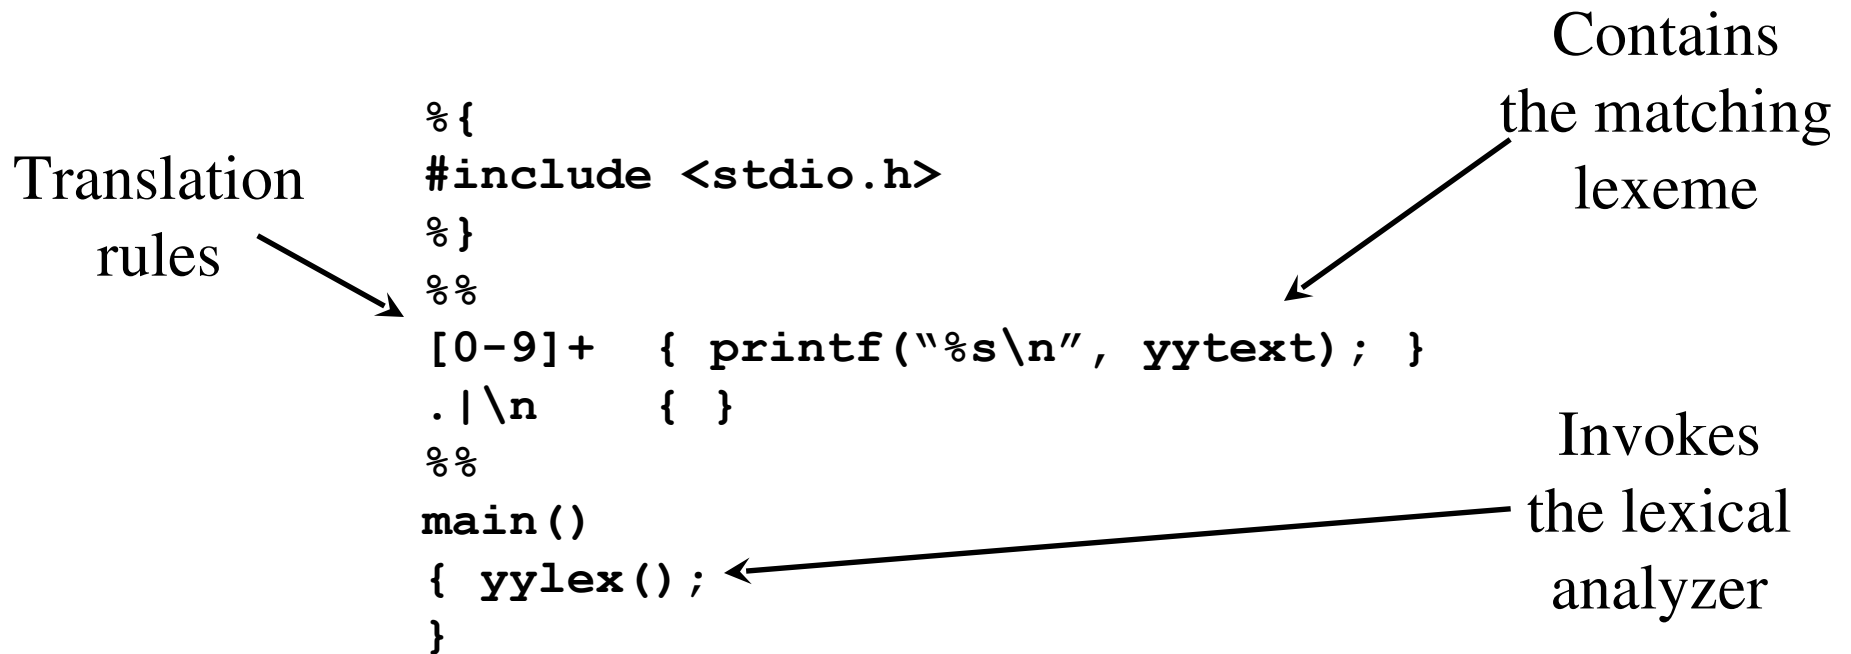 Translation
rules
%{
#include <stdio.h>
%}
%%
[0-9]+  { printf(“%s\n”, yytext); }
.|\n    { }
%%
main()
{ yylex();
}
Contains
the matching
lexeme
Invokes
the lexical
analyzer